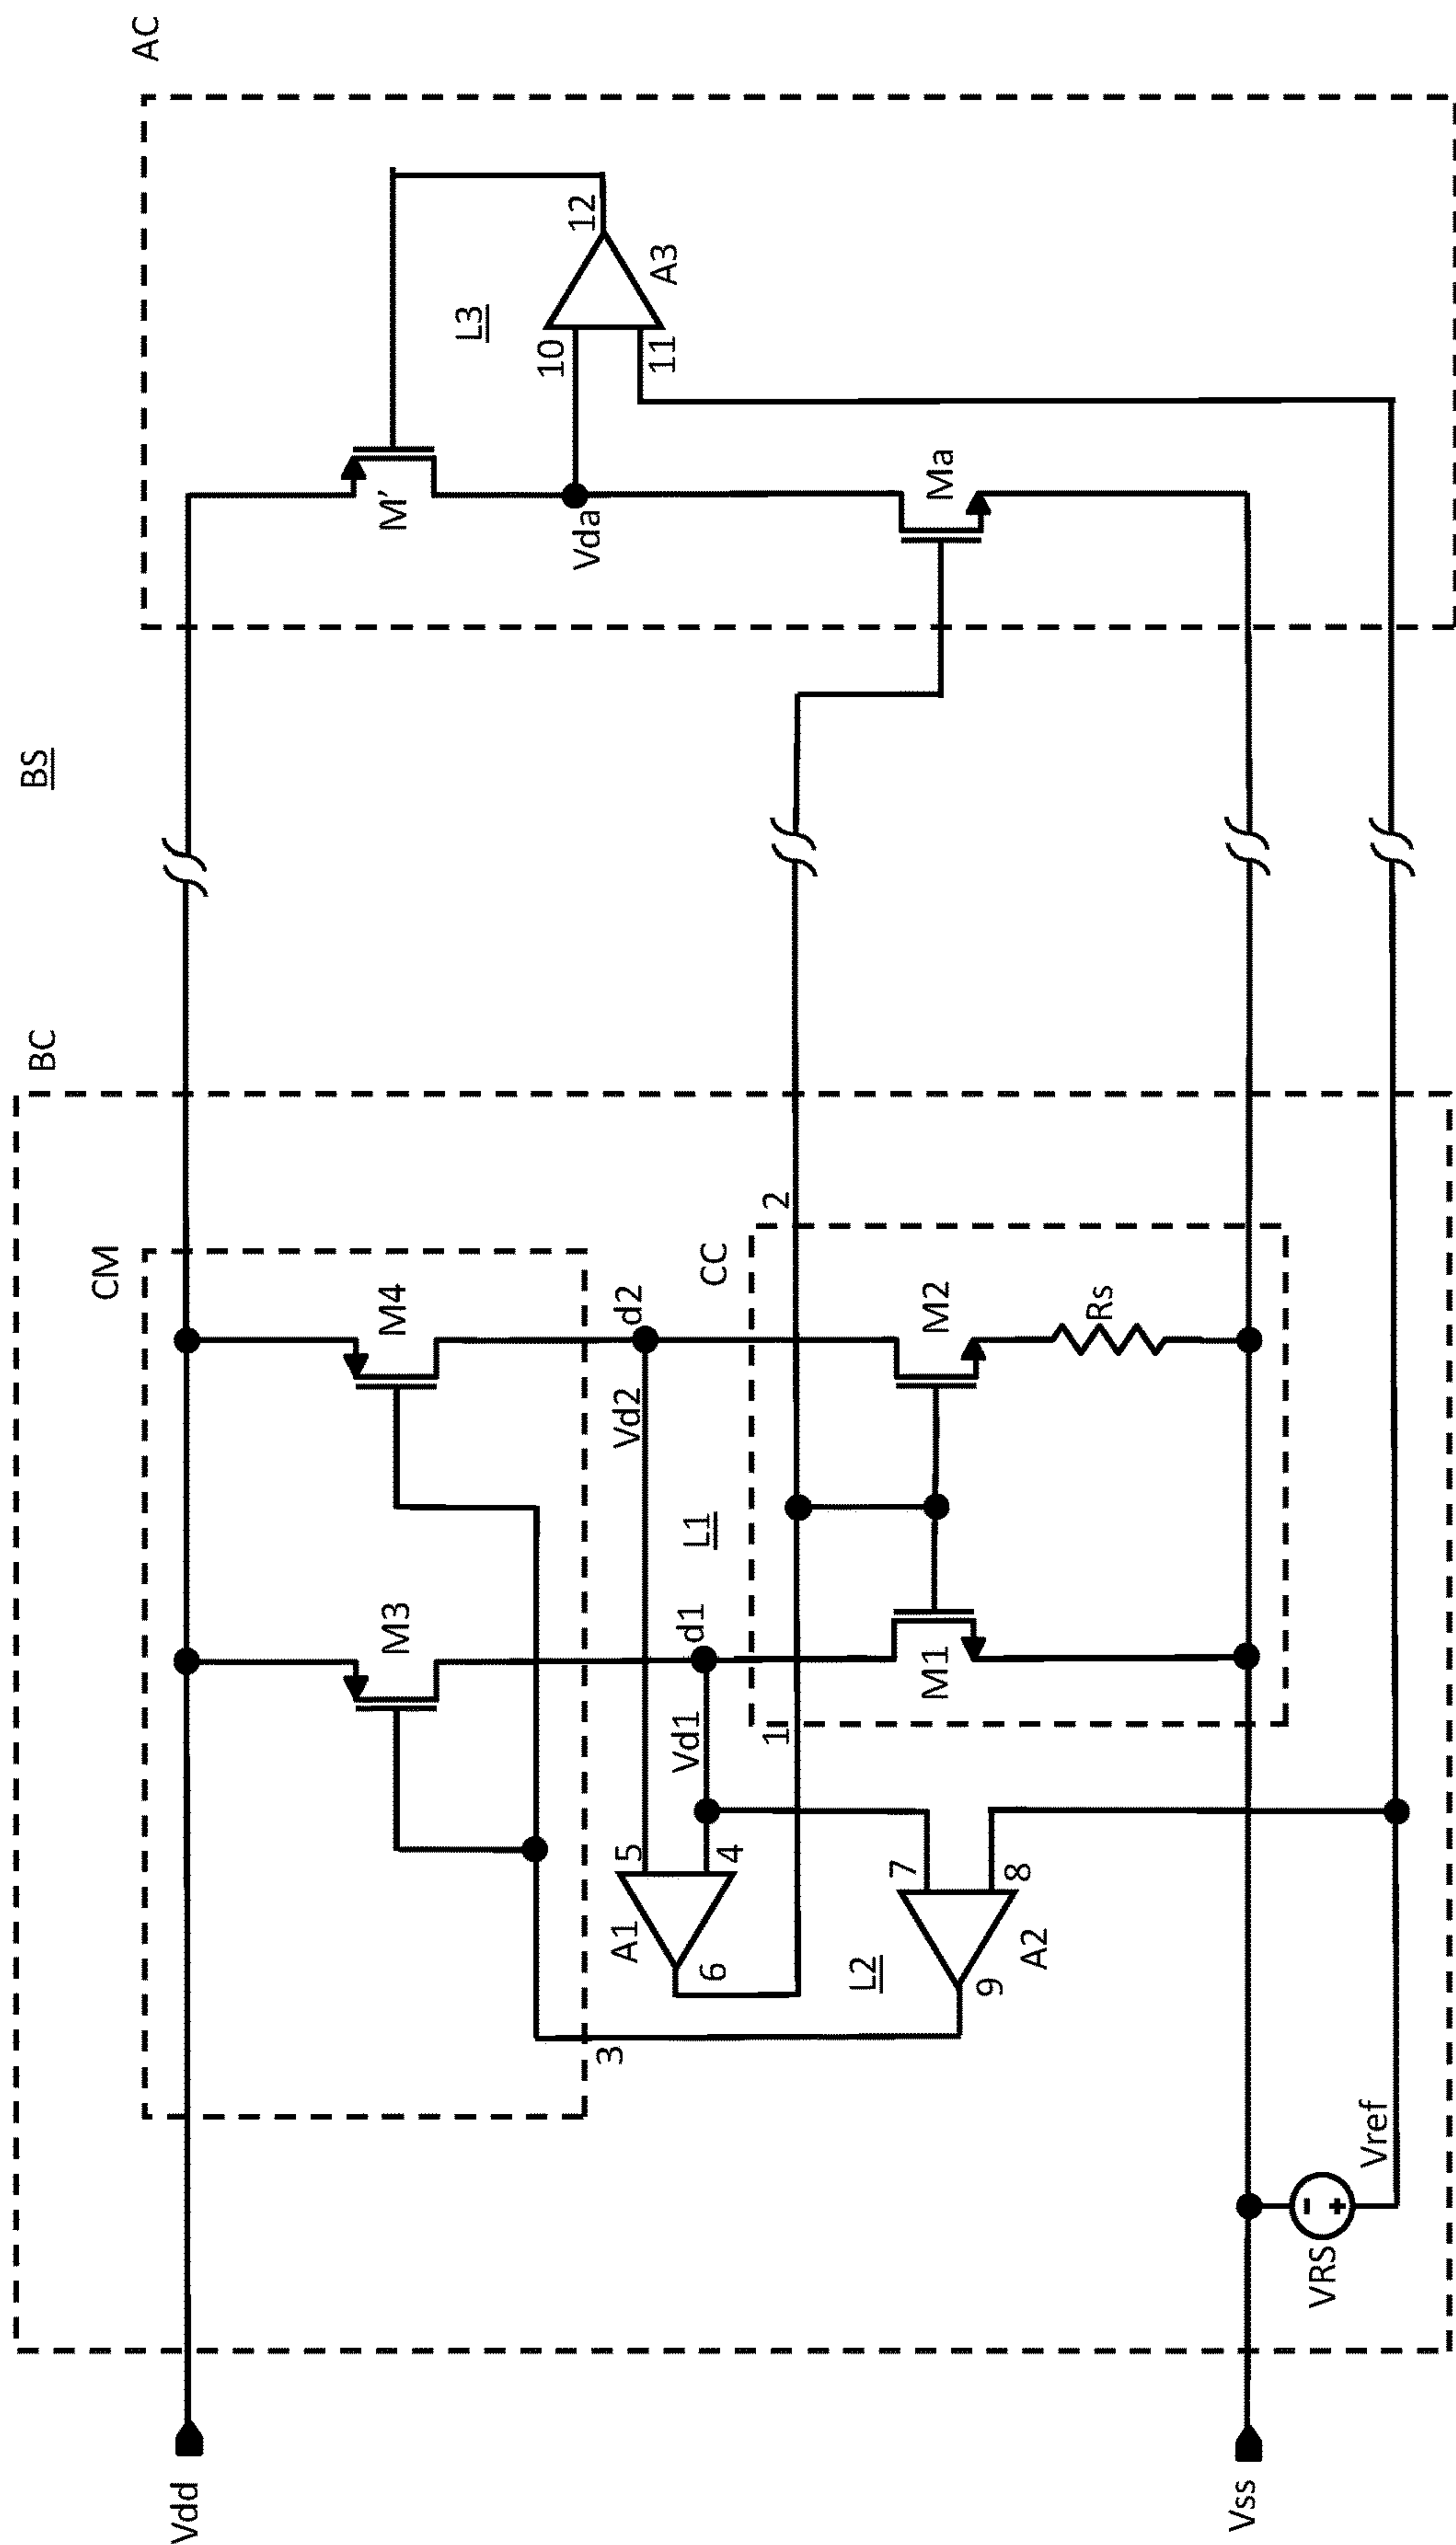 BS
BC
AC
CM
Vdd
M3
M4
M'
L3
12
10
A3
11
3
A1
5
Vd2
d2
6
4
Vd1
d1
L1
Vda
CC
1
2
L2
7
9
8
A2
M1
M2
Ma
Rs
Vss
VRS
-
+
Vref